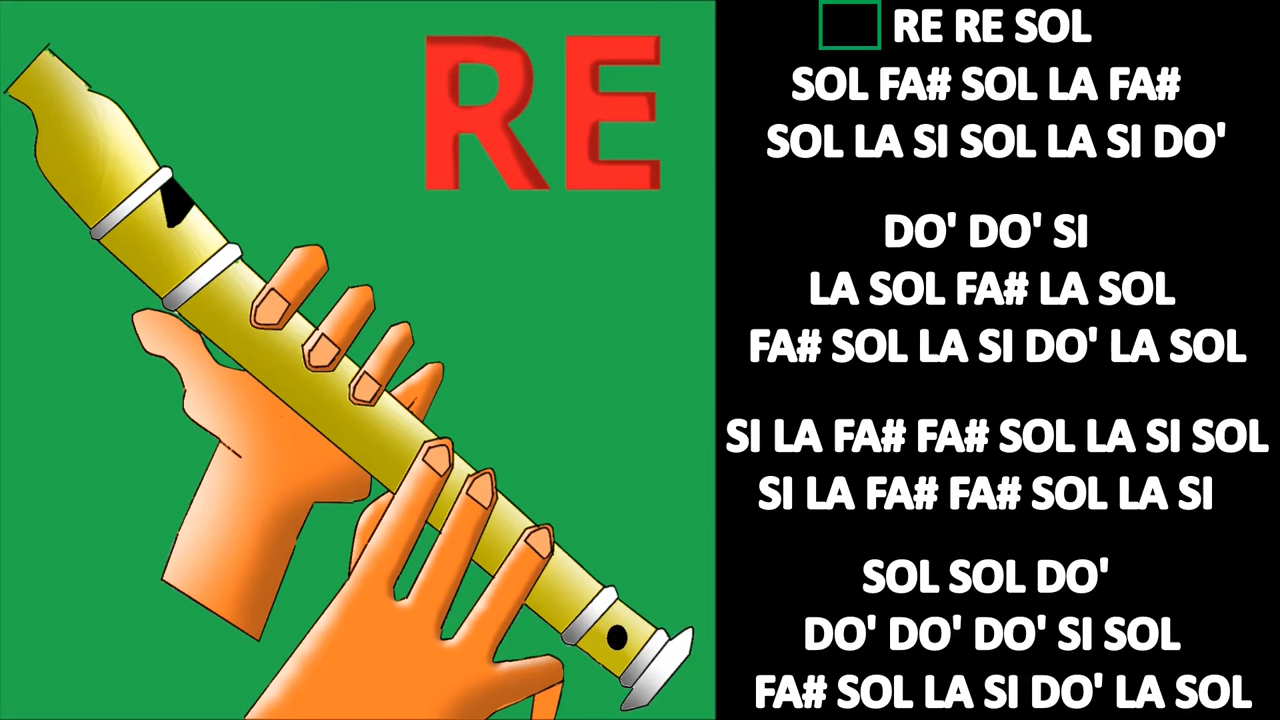 RE
RE RE SOL
SOL FA# SOL LA FA#
SOL LA SI SOL LA SI DO'
DO' DO' SI
LA SOL FA# LA SOL
FA# SOL LA SI DO' LA SOL
SI LA FA# FA# SOL LA SI SOL
SI LA FA# FA# SOL LA SI
SOL SOL DO'
DO' DO' DO' SI SOL
FA# SOL LA SI DO' LA SOL